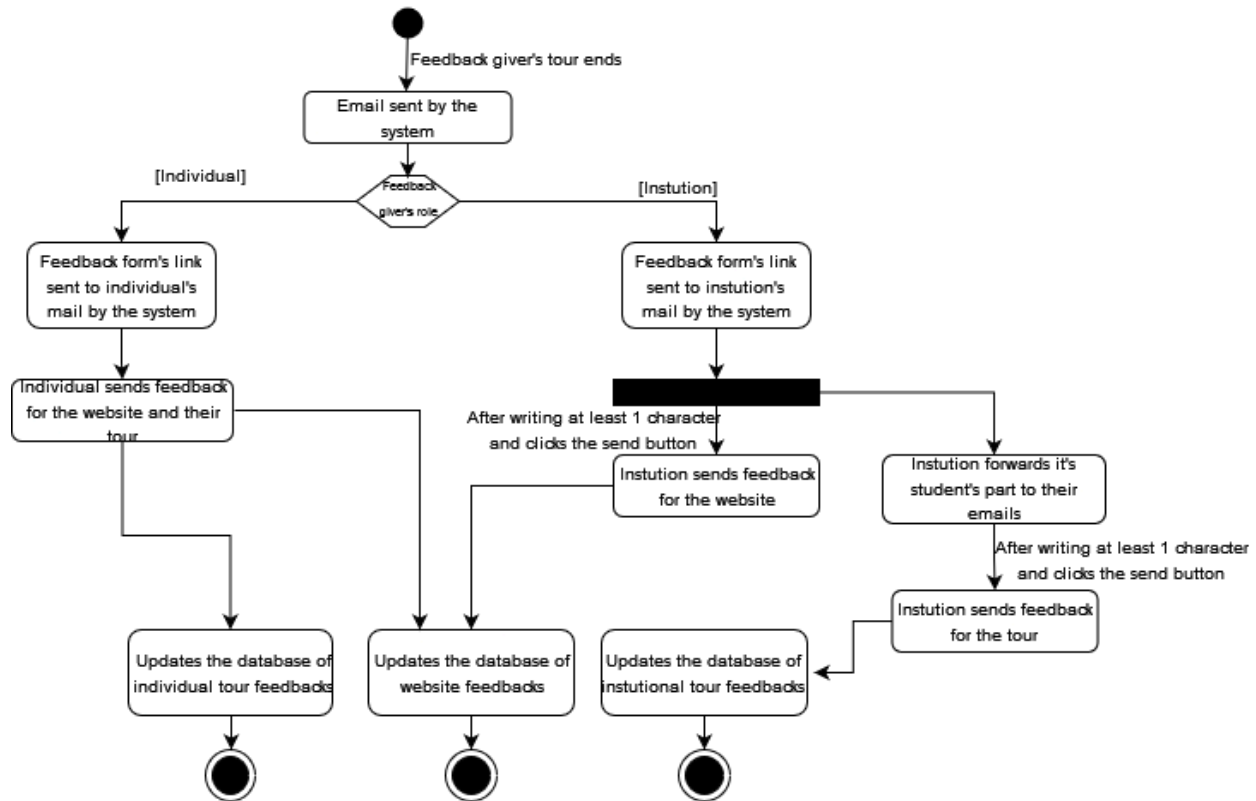 Feedback giver's tour ends
Email sent by the
system
[Individual]
Feedback
giver's role
[Instution]
Feedback form's link
sent to individual's
mail by the system
Feedback form's link
sent to instution's
mail by the system
Individual sends feedback
for the website and their
tour
After writing at least 1 character
and clicks the send button
Instution sends feedback
for the website
Instution forwards it's
student's part to their
emails
After writing at least 1 character
and clicks the send button
Instution sends feedback
for the tour
Updates the database of
individual tour feedbacks
Updates the database of
website feedbacks
Updates the database of
instutional tour feedbacks